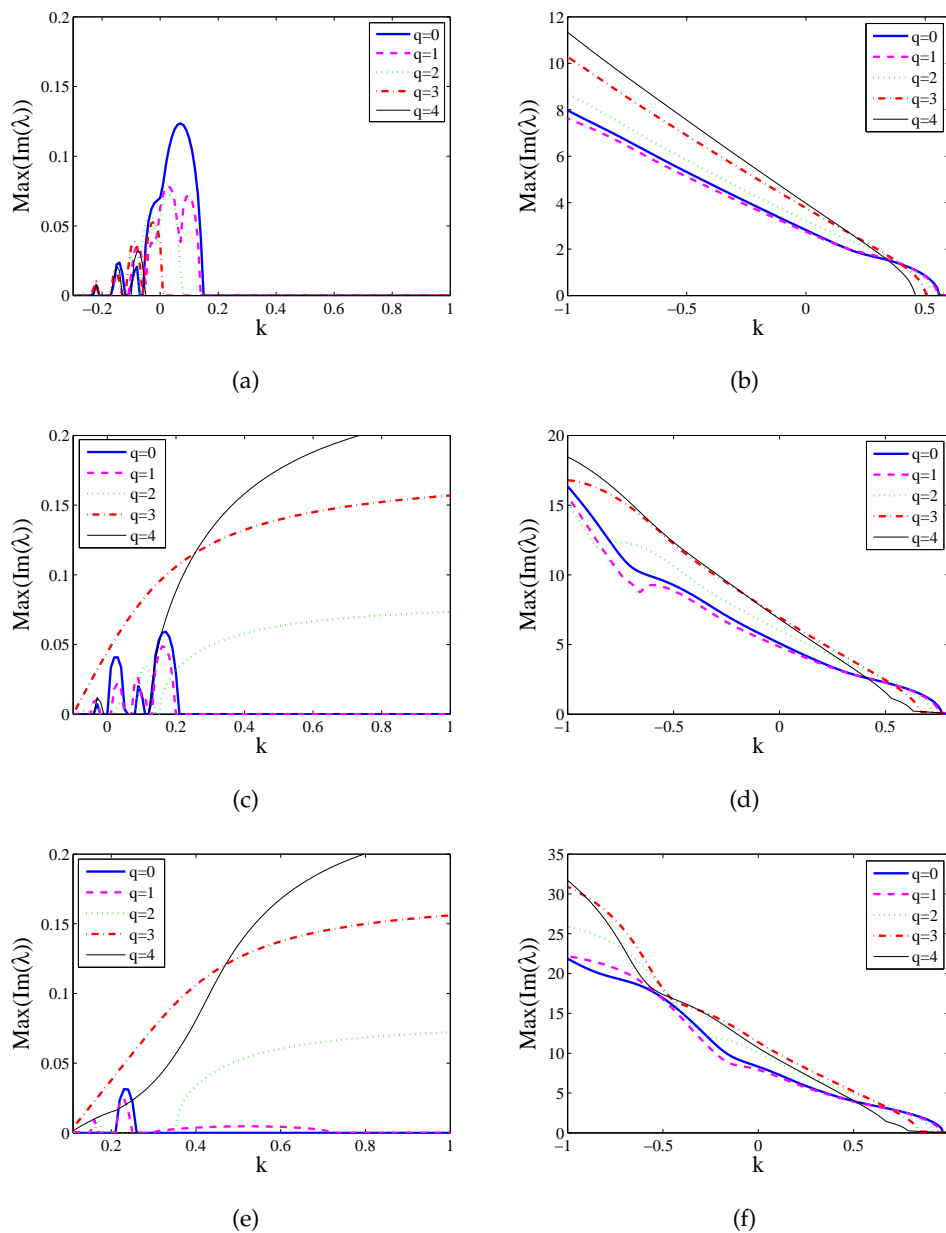 0.2
0.15
0.1
0.05
0
−0.2 0 0.2 0.4 0.6 0.8 1
Max(Im(λ))
k
q=0
q=1
q=2
q=3
q=4
(a)
12
10
8
6
4
2
0
−1 −0.5 0 0.5
Max(Im(λ))
k
q=0
q=1
q=2
q=3
q=4
(b)
0.2
0.15
0.1
0.05
0
0 0.2 0.4 0.6 0.8 1
Max(Im(λ))
k
q=0
q=1
q=2
q=3
q=4
(c)
20
15
10
5
0
−1 −0.5 0 0.5
Max(Im(λ))
k
q=0
q=1
q=2
q=3
q=4
(d)
0.2
0.15
0.1
0.05
0
0.2 0.4 0.6 0.8 1
Max(Im(λ))
k
q=0
q=1
q=2
q=3
q=4
(e)
35
30
25
20
15
10
5
0
−1 −0.5 0 0.5
Max(Im(λ))
k
q=0
q=1
q=2
q=3
q=4
(f)